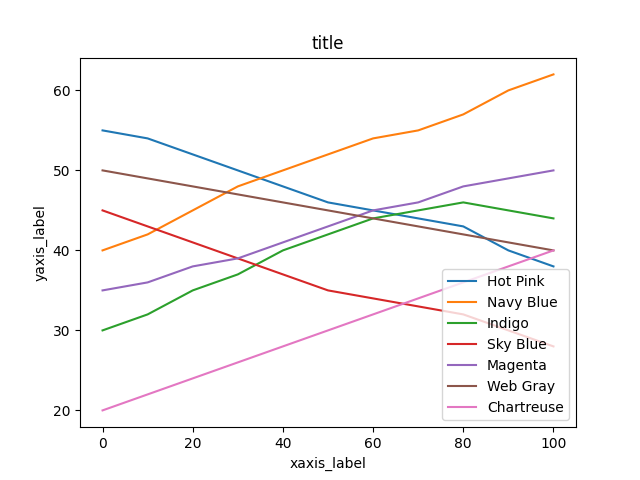 title
60
50
40
30
20
yaxis_label
Hot Pink
Navy Blue
Indigo
Sky Blue
Magenta
Web Gray
Chartreuse
0 20 40 60 80 100
xaxis_label